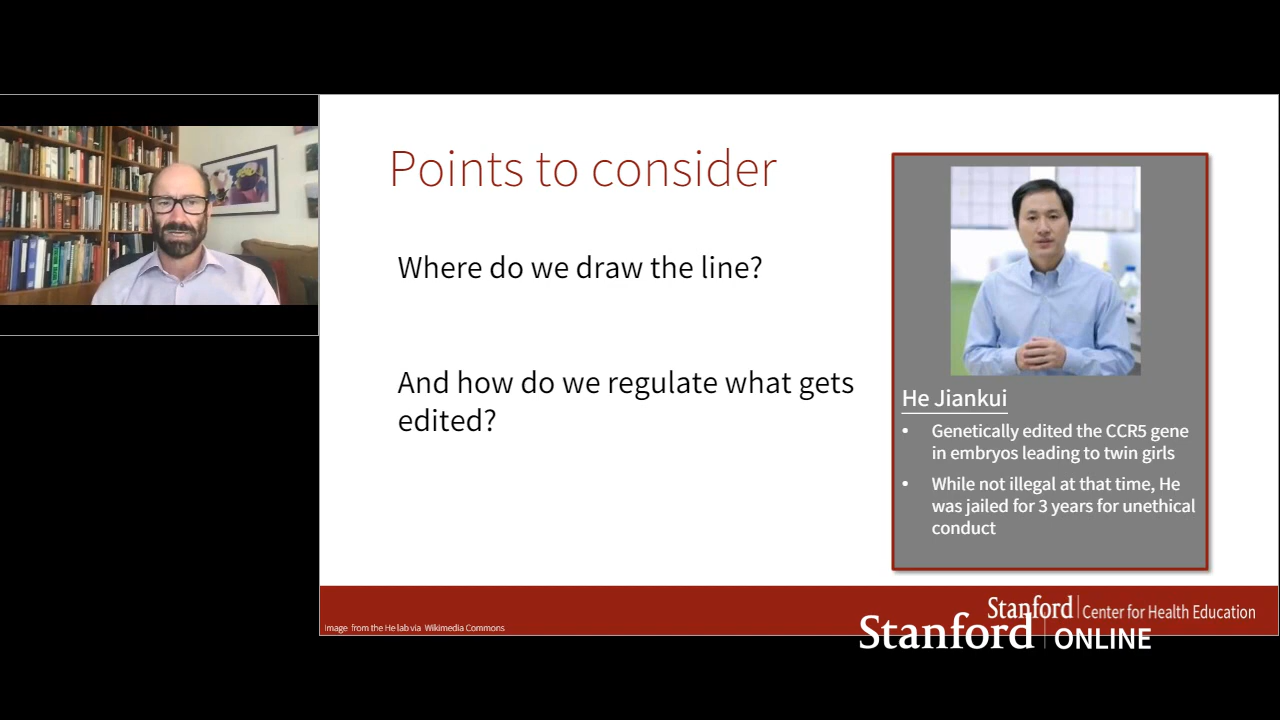 Points to consider
Where do we draw the line?
And how do we regulate what gets
edited?
He Jiankui
• Genetically edited the CCR5 gene
in embryos leading to twin girls
• While not illegal at that time, He
was jailed for 3 years for unethical
conduct
Image from the He lab via Wikimedia Commons
Stanford | Center for Health Education
Stanford | ONLINE